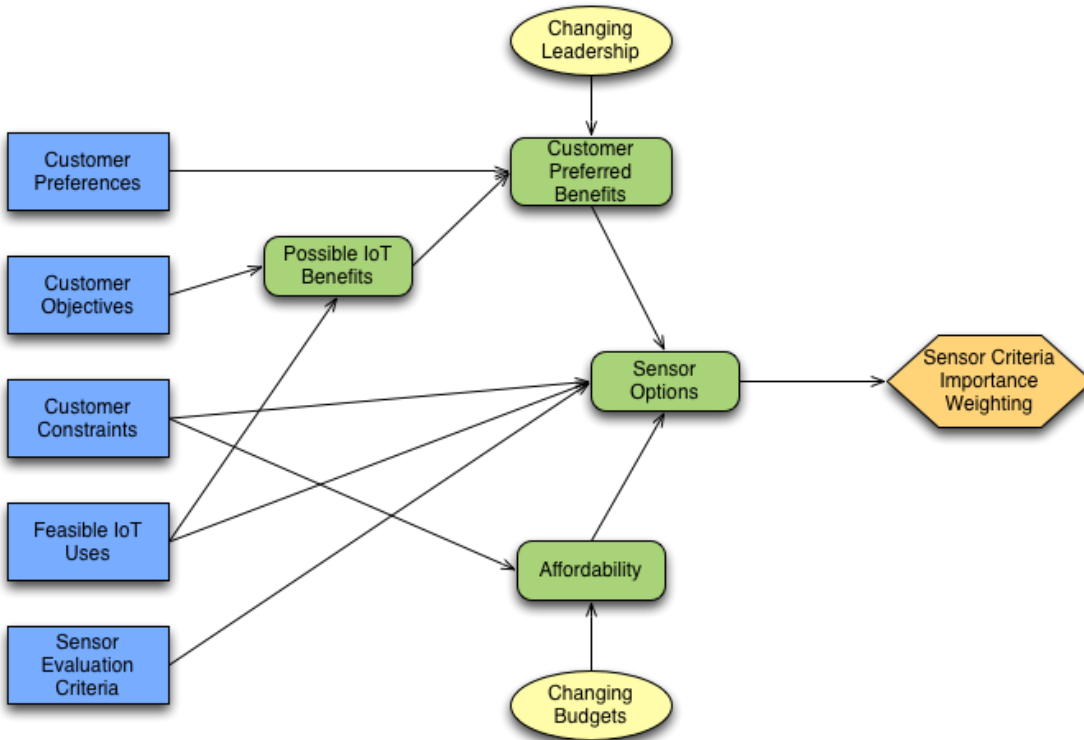 Changing
Leadership
Customer
Preferences
Customer
Preferred
Benefits
Possible IoT
Benefits
Customer
Objectives
Customer
Constraints
Sensor
Options
Sensor Criteria
Importance
Weighting
Feasible IoT
Uses
Affordability
Sensor
Evaluation
Criteria
Changing
Budgets